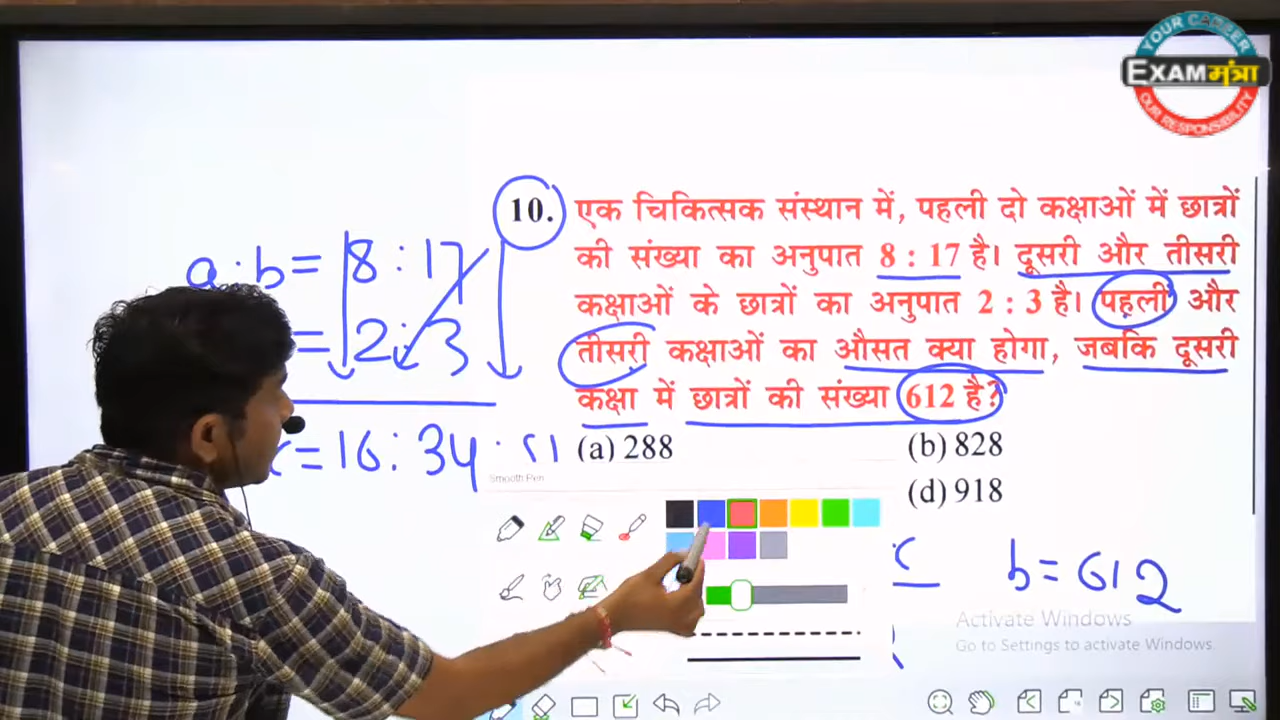 YOUR CAREER
EXAMमंत्रा
OUR RESPONSIBILITY
10. एक चिकित्सक संस्थान में, पहली दो कक्षाओं में छात्रों
की संख्या का अनुपात 8 : 17 है। दूसरी और तीसरी
कक्षाओं के छात्रों का अनुपात 2 : 3 है। पहली और
तीसरी कक्षाओं का औसत क्या होगा, जबकि दूसरी
कक्षा में छात्रों की संख्या 612 है?
(a) 288
(b) 828
(d) 918
a:b= 8:17
= 2:3
= 16:34:51
Smooth Pen
b=612
Activate Windows
Go to Settings to activate Windows.